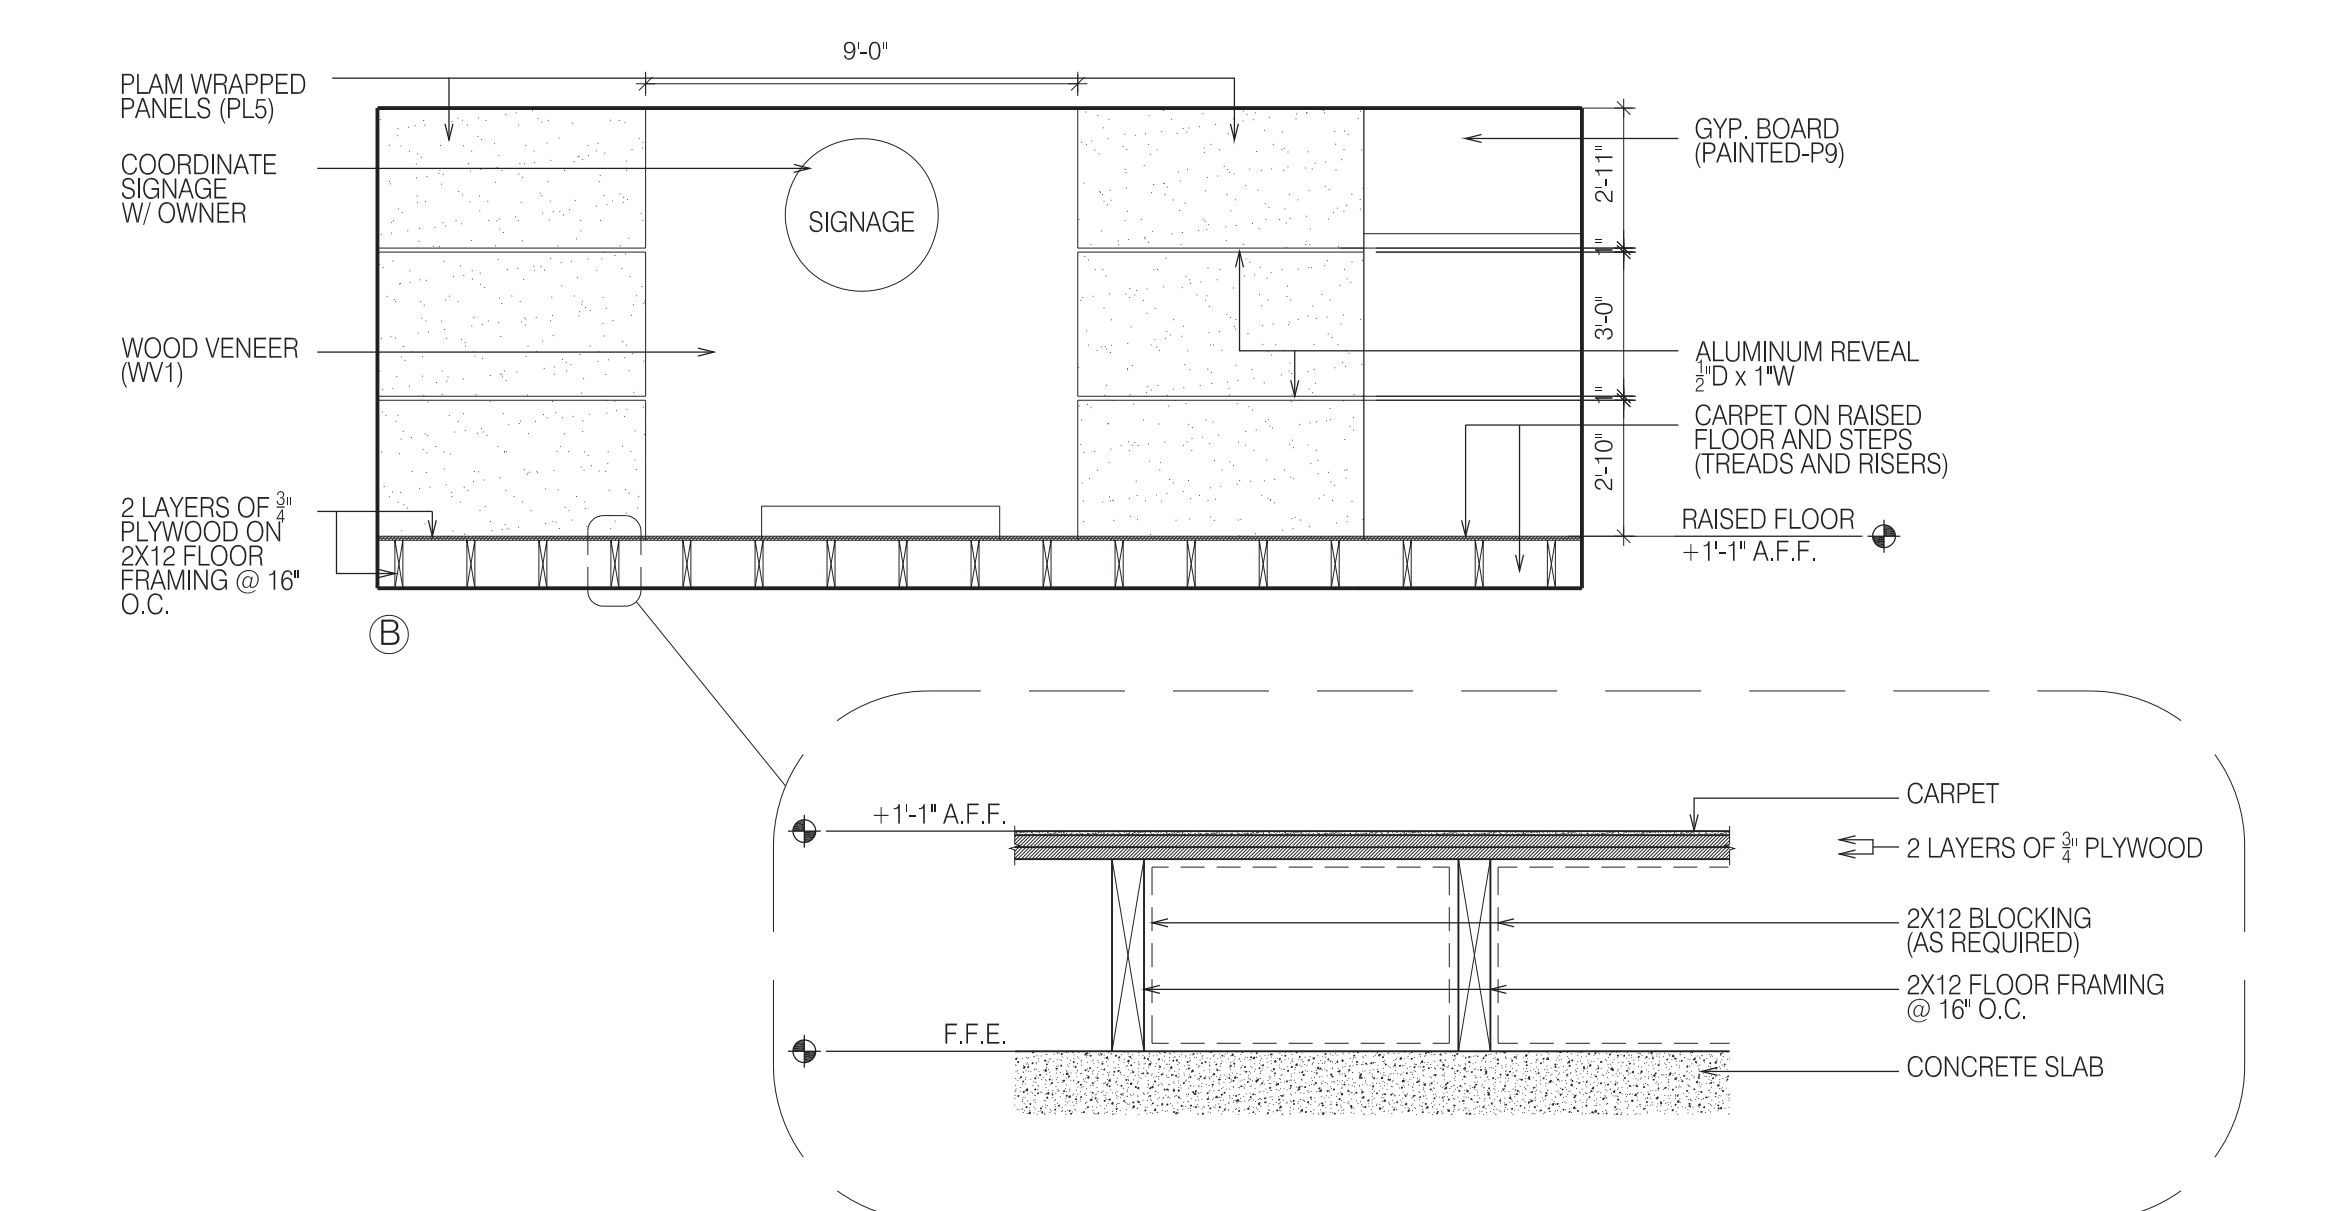 9'-0"
PLAM WRAPPED
PANELS (PL5)
COORDINATE
SIGNAGE
W/ OWNER
SIGNAGE
WOOD VENEER
(WV1)
2 LAYERS OF 3/4"
PLYWOOD ON
2X12 FLOOR
FRAMING @ 16"
O.C.
B
GYP. BOARD
(PAINTED-P9)
2'-11"
1"
3'-0"
1"
2'-10"
ALUMINUM REVEAL
1/2"D x 1"W
CARPET ON RAISED
FLOOR AND STEPS
(TREADS AND RISERS)
RAISED FLOOR
+1'-1" A.F.F.
+1'-1" A.F.F.
F.F.E.
CARPET
2 LAYERS OF 3/4" PLYWOOD
2X12 BLOCKING
(AS REQUIRED)
2X12 FLOOR FRAMING
@ 16" O.C.
CONCRETE SLAB